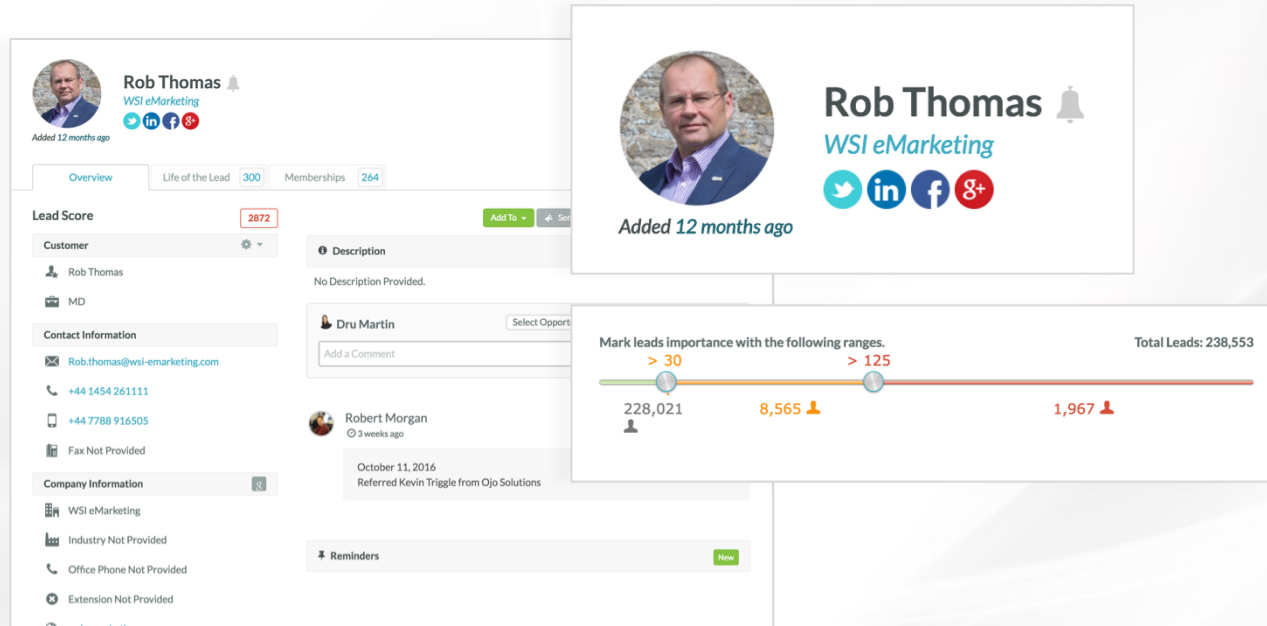 Rob Thomas
WSI eMarketing
Added 12 months ago
Overview
Life of the Lead 300
Memberships 264
Lead Score 2872
Customer
Rob Thomas
MD
Contact Information
Rob.thomas@wsi-emarketing.com
+44 1454 261111
+44 7788 916505
Fax Not Provided
Company Information
WSI eMarketing
Industry Not Provided
Office Phone Not Provided
Extension Not Provided
Add To
Description
No Description Provided.
Dru Martin
Select
Add a Comment
Robert Morgan
3 weeks ago
October 11, 2016
Referred Kevin Triggle from Ojo Solutions
Reminders
New
Rob Thomas
WSI eMarketing
Added 12 months ago
Mark leads importance with the following ranges.
Total Leads: 238,553
> 30
> 125
228,021
8,565
1,967